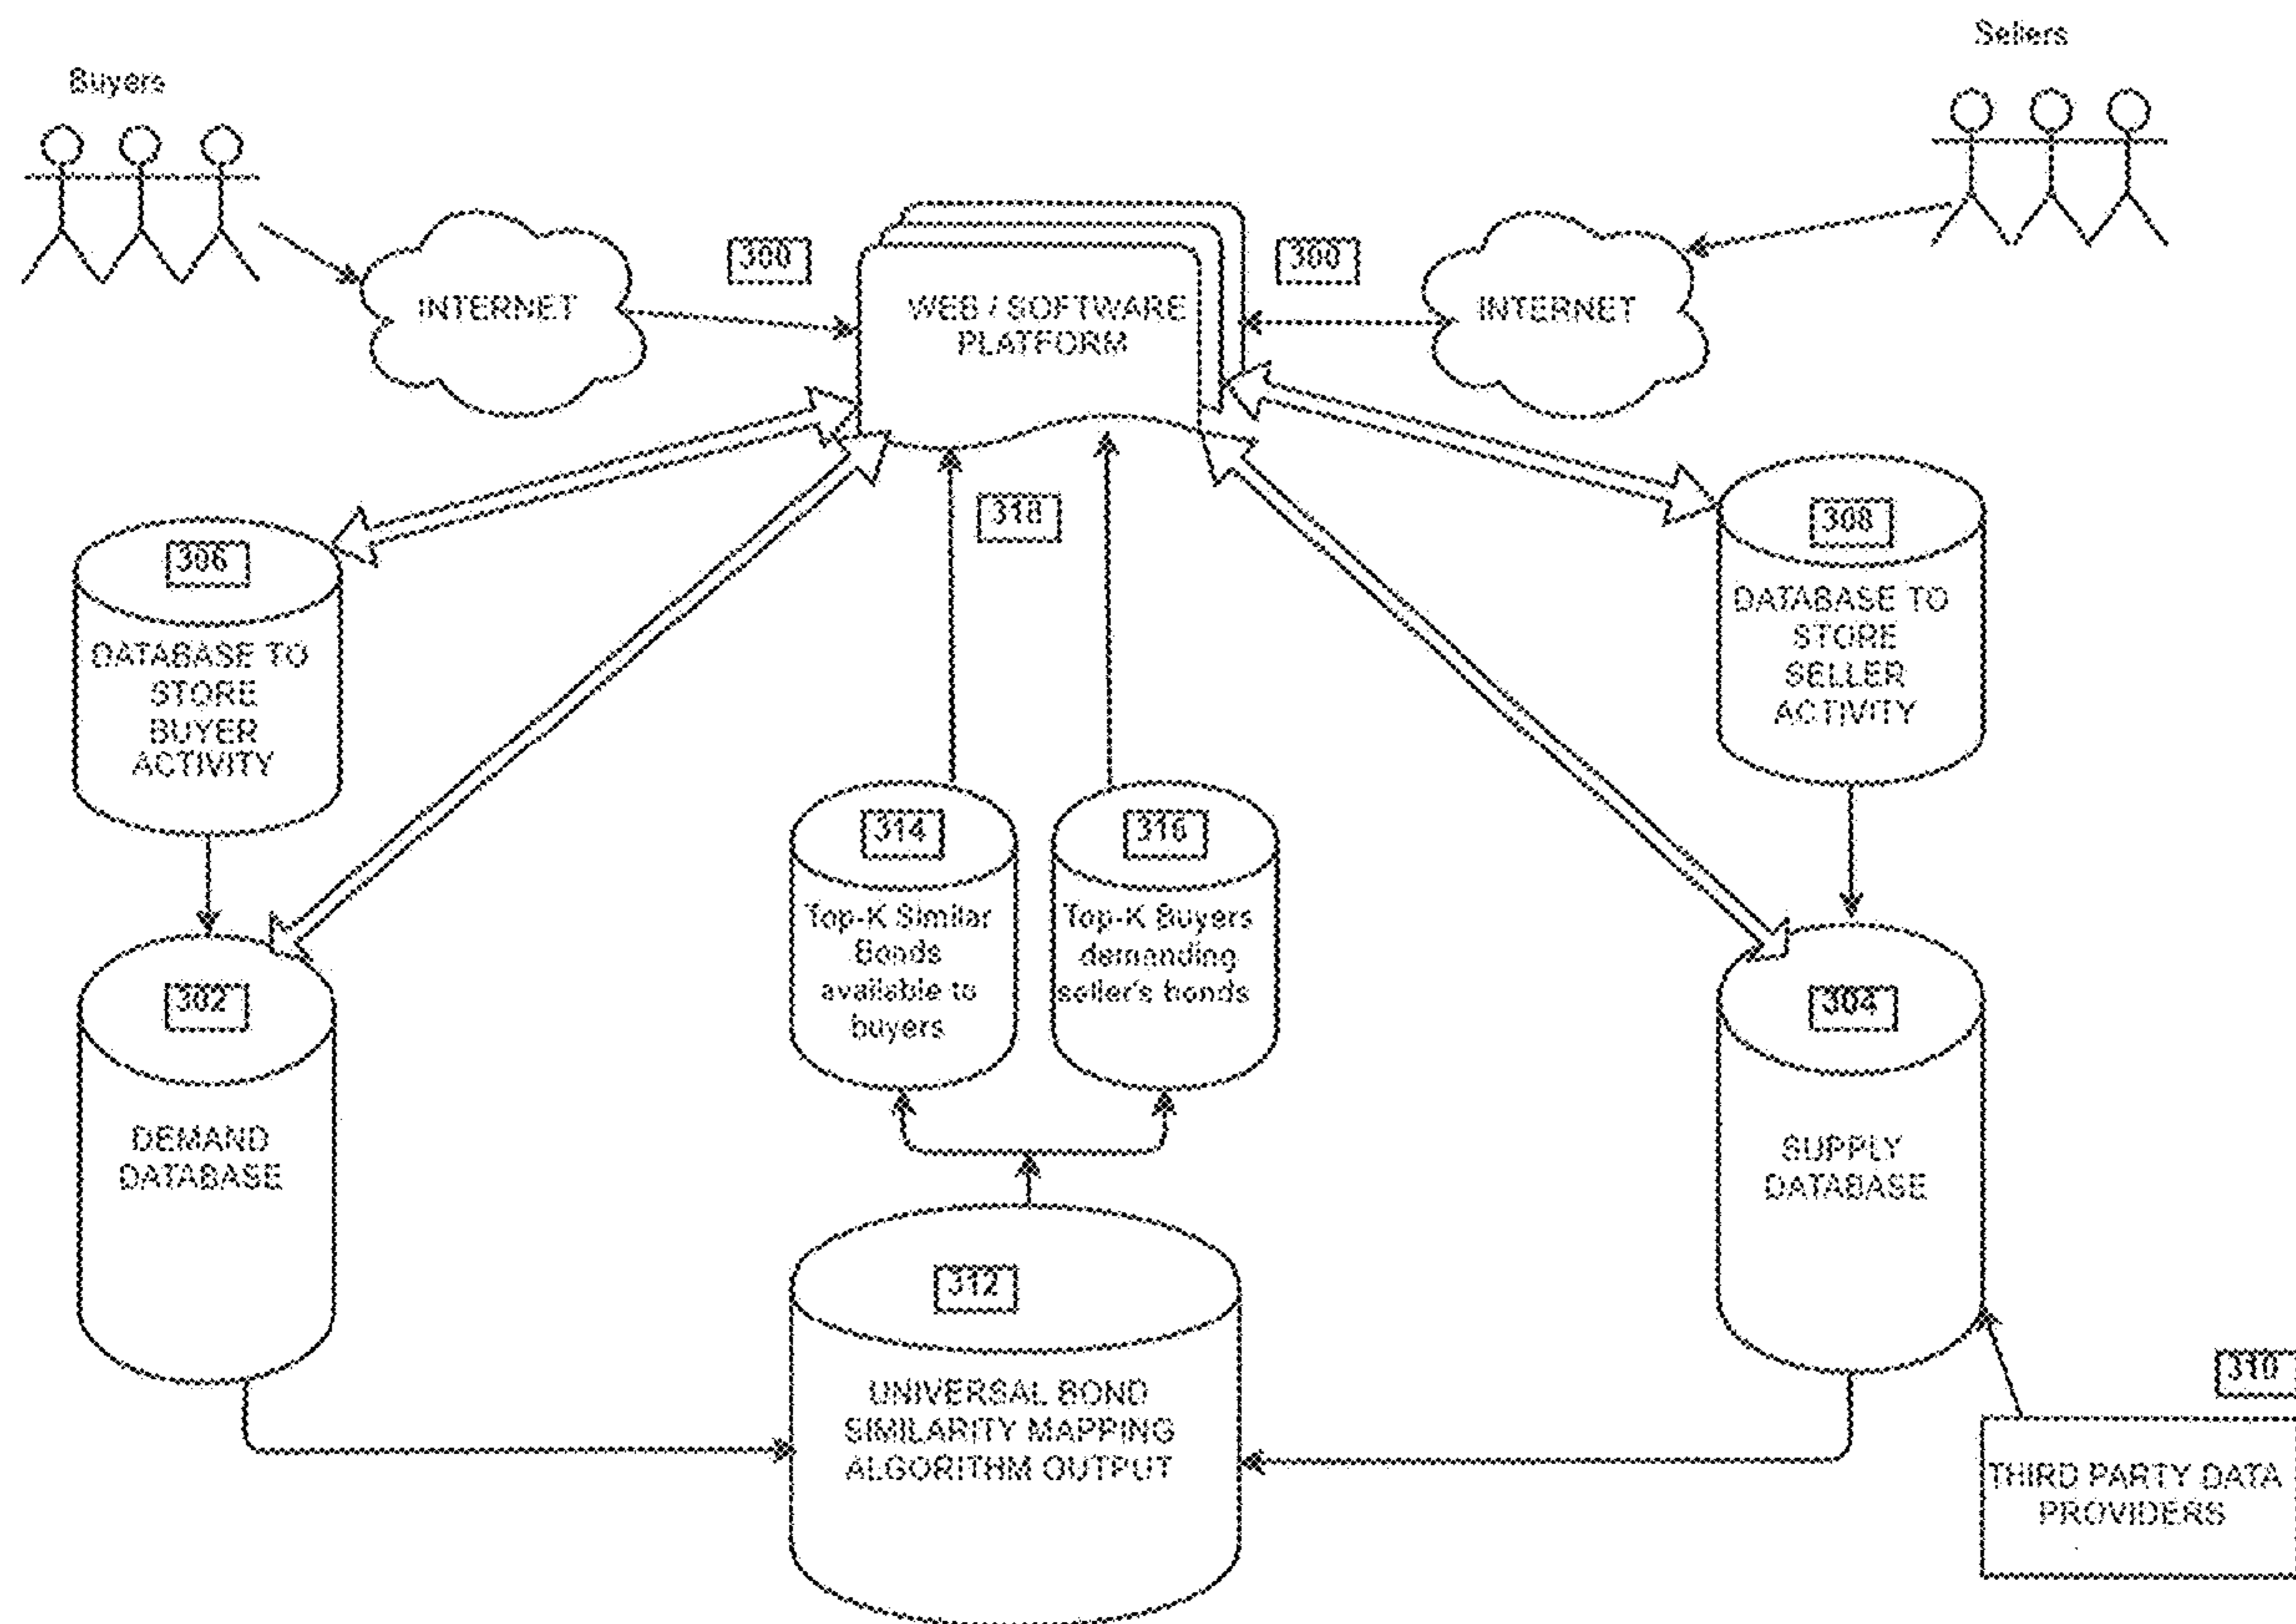 Sellers
Buyers
300
300
INTERNET
WEB / SOFTWARE
PLATFORM
INTERNET
318
306
DATABASE TO
STORE
BUYER
ACTIVITY
308
DATABASE TO
STORE
SELLER
ACTIVITY
314
Top-K Similar
Bonds
available to
buyers
316
Top-K Buyers
demanding
seller's bonds
302
DEMAND
DATABASE
304
SUPPLY
DATABASE
312
UNIVERSAL BOND
SIMILARITY MAPPING
ALGORITHM OUTPUT
310
THIRD PARTY DATA
PROVIDERS